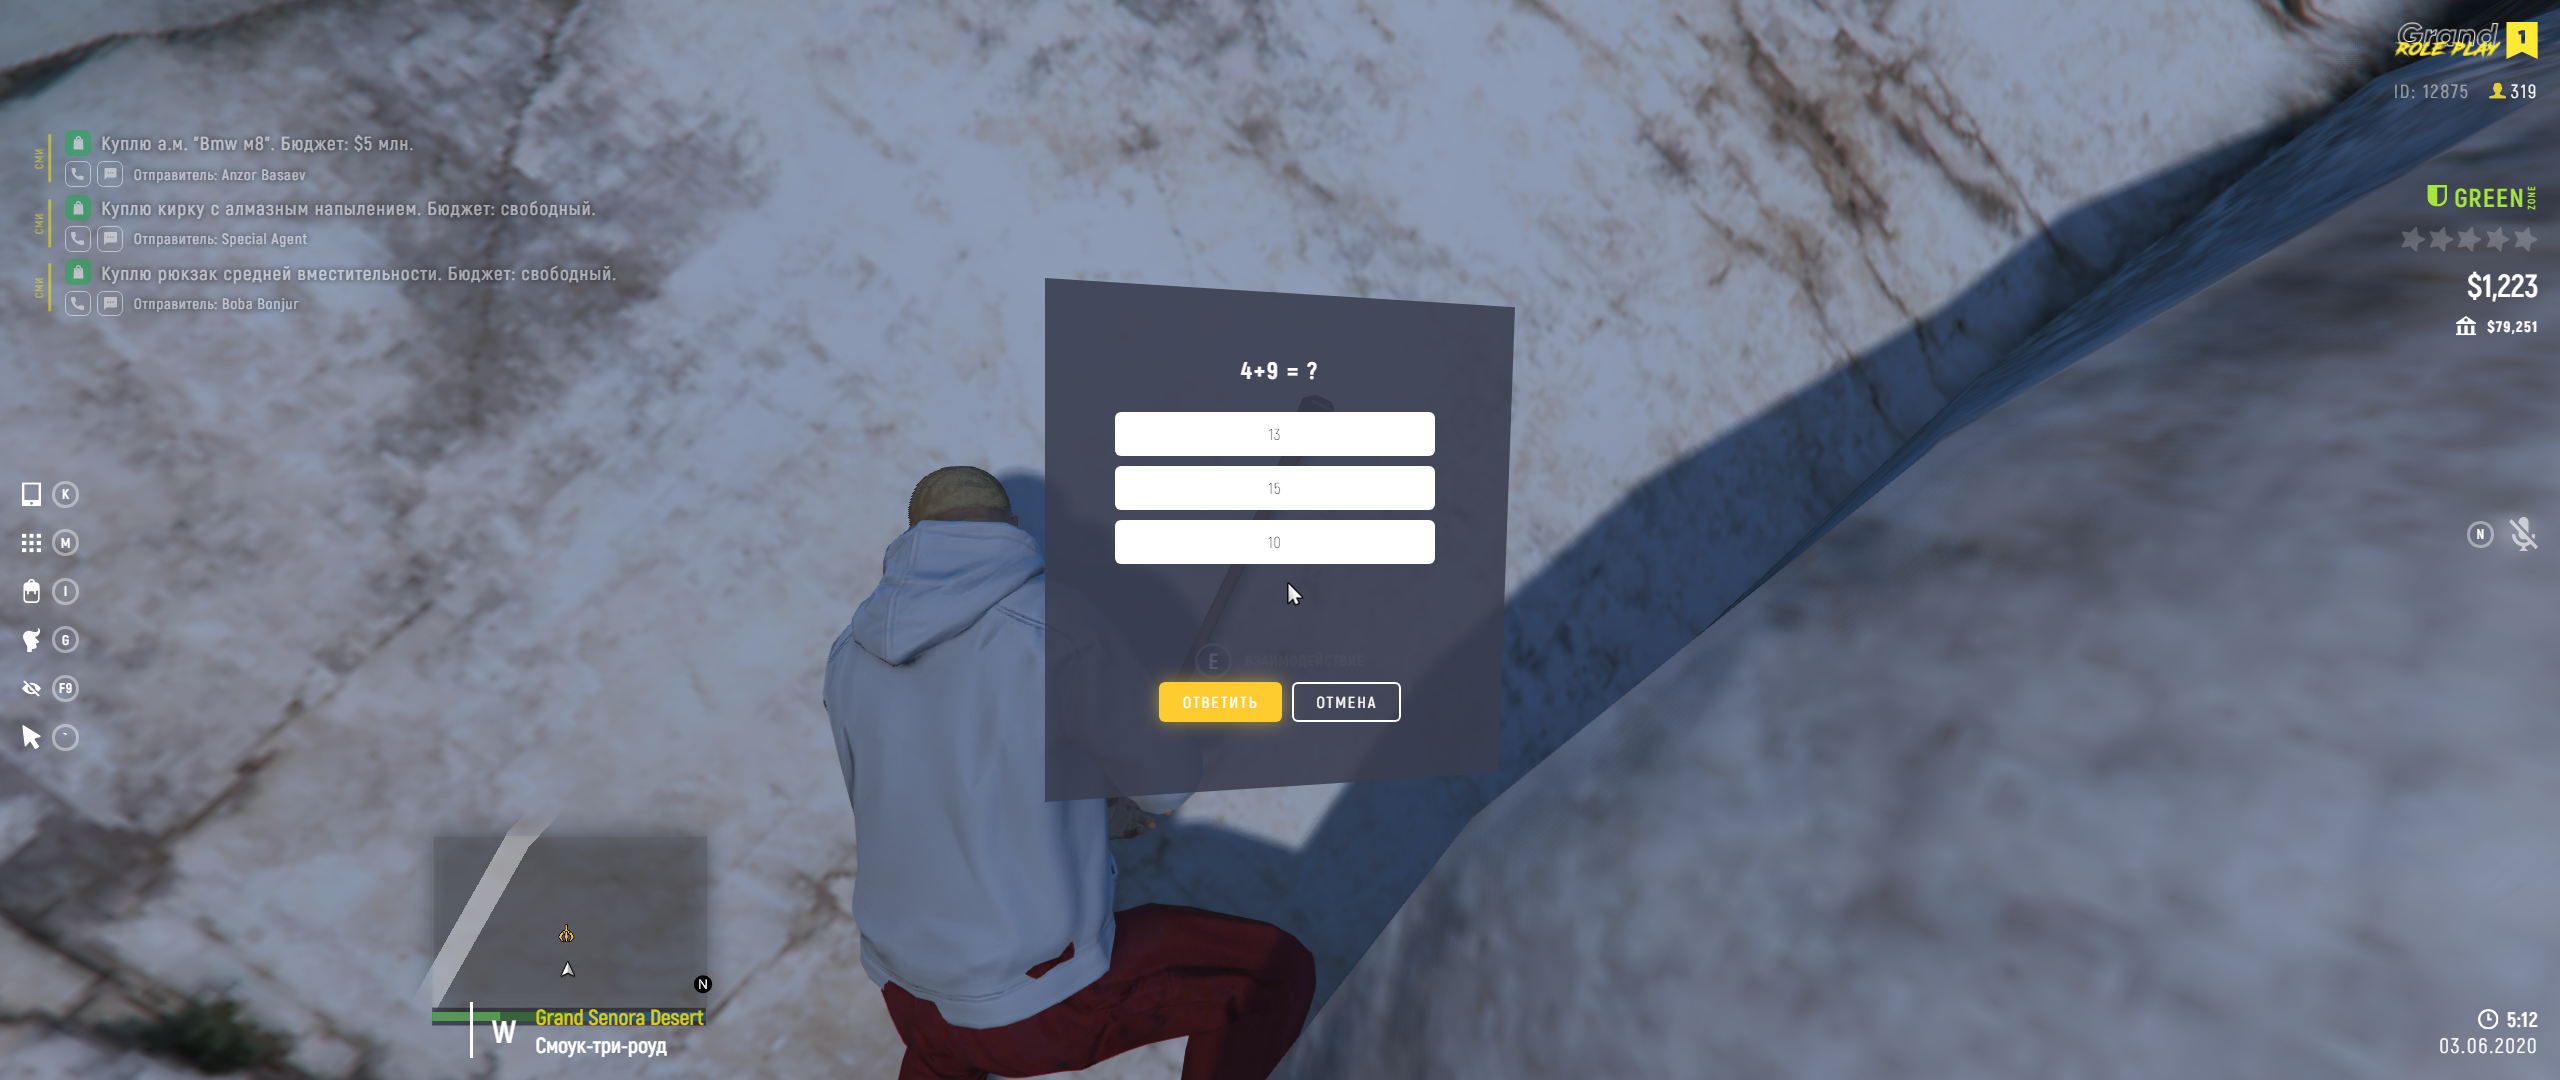 Grand
ROLE PLAY
1
ID: 12875
319
СМИ
Куплю а.м. "Bmw м8". Бюджет: $5 млн.
Отправитель: Anzor Basaev
СМИ
Куплю кирку с алмазным напылением. Бюджет: свободный.
Отправитель: Special Agent
СМИ
Куплю рюкзак средней вместительности. Бюджет: свободный.
Отправитель: Boba Bonjur
GREEN ZONE
$1,223
$79,251
4+9 = ?
13
15
10
E ВЗАИМОДЕЙСТВИЕ
ОТВЕТИТЬ
ОТМЕНА
K
M
I
G
F9
`
N
N
W
Grand Senora Desert
Смоук-три-роуд
5:12
03.06.2020